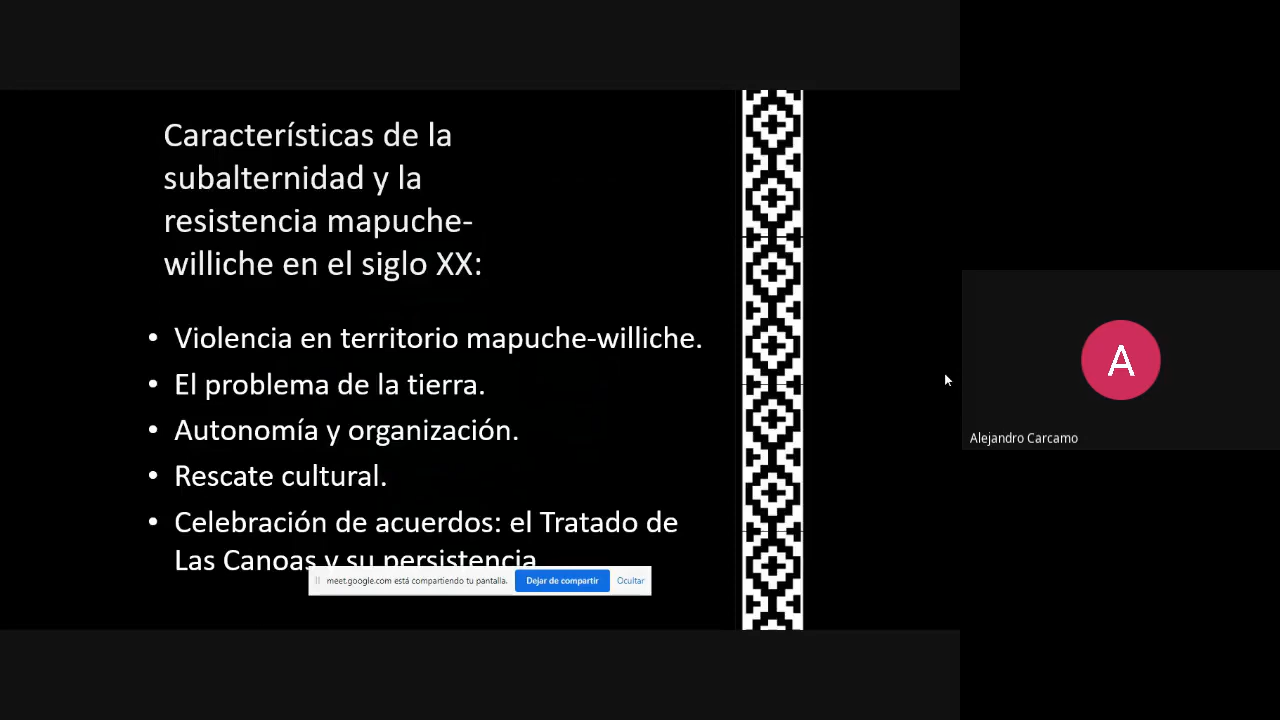 Características de la
subalternidad y la
resistencia mapuche-
williche en el siglo XX:
• Violencia en territorio mapuche-williche.
• El problema de la tierra.
• Autonomía y organización.
• Rescate cultural.
• Celebración de acuerdos: el Tratado de
Las Canoas y su persistencia
meet.google.com está compartiendo tu pantalla. Dejar de compartir Ocultar
A
Alejandro Carcamo